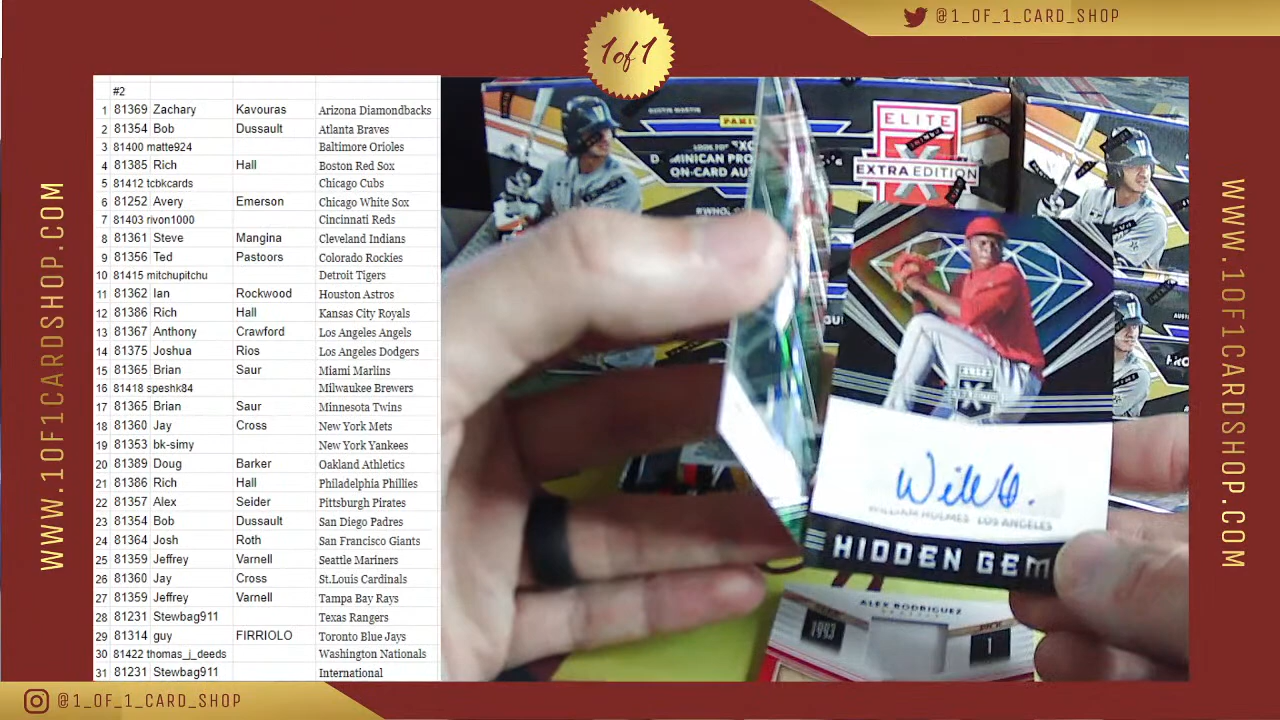 @1_OF_1_CARD_SHOP
1 of 1
#2
1 81369 Zachary Kavouras Arizona Diamondbacks
2 81354 Bob Dussault Atlanta Braves
3 81400 matte924 Baltimore Orioles
4 81385 Rich Hall Boston Red Sox
5 81412 tcbkcards Chicago Cubs
6 81252 Avery Emerson Chicago White Sox
7 81403 rivon1000 Cincinnati Reds
8 81361 Steve Mangina Cleveland Indians
9 81356 Ted Pastoors Colorado Rockies
10 81415 mitchupitchu Detroit Tigers
11 81362 Ian Rockwood Houston Astros
12 81386 Rich Hall Kansas City Royals
13 81367 Anthony Crawford Los Angeles Angels
14 81375 Joshua Rios Los Angeles Dodgers
15 81365 Brian Saur Miami Marlins
16 81418 speshk84 Milwaukee Brewers
17 81365 Brian Saur Minnesota Twins
18 81360 Jay Cross New York Mets
19 81353 bk-simy New York Yankees
20 81389 Doug Barker Oakland Athletics
21 81386 Rich Hall Philadelphia Phillies
22 81357 Alex Seider Pittsburgh Pirates
23 81354 Bob Dussault San Diego Padres
24 81364 Josh Roth San Francisco Giants
25 81359 Jeffrey Varnell Seattle Mariners
26 81360 Jay Cross St.Louis Cardinals
27 81359 Jeffrey Varnell Tampa Bay Rays
28 81231 Stewbag911 Texas Rangers
29 81314 guy FIRRIOLO Toronto Blue Jays
30 81422 thomas_j_deeds Washington Nationals
31 81231 Stewbag911 International
WWW.1OF1CARDSHOP.COM
WWW.1OF1CARDSHOP.COM
AUSTIN MARTIN
PANINI
ON-CARD
ELITE
EXTRA EDITION
WILLIAM HOLMES LOS ANGELES
HIDDEN GEM
ALEX RODRIGUEZ
1993
1
@1_OF_1_CARD_SHOP